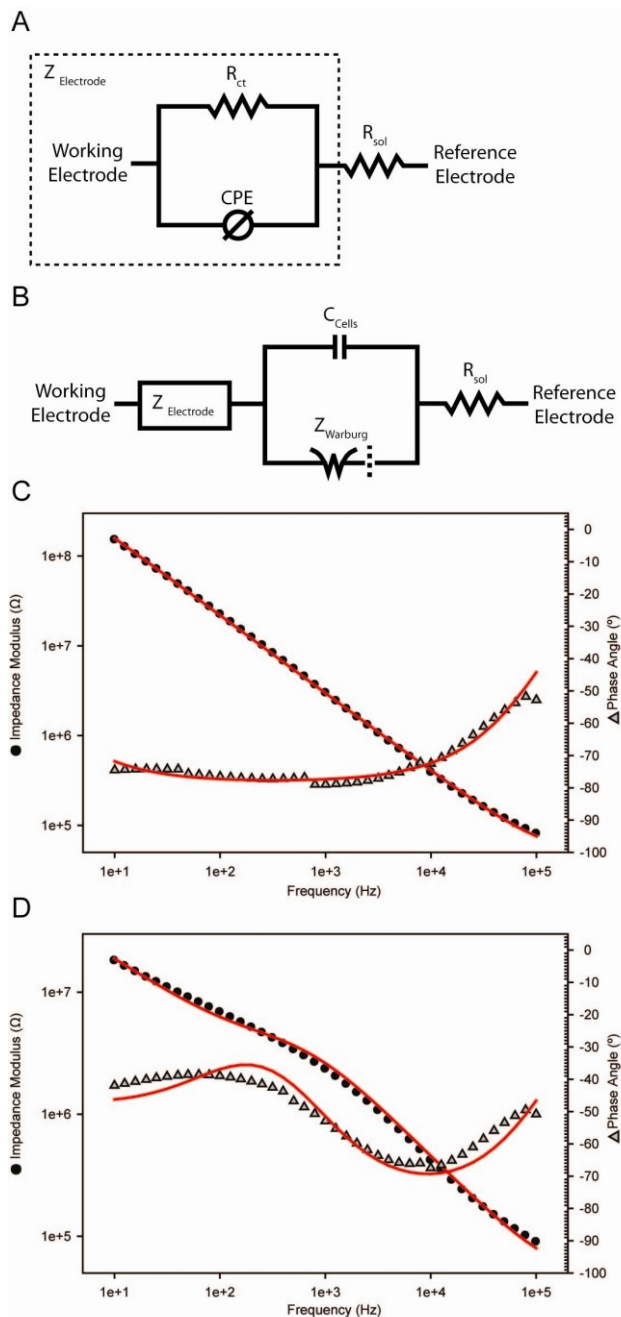 A
Z Electrode
R ct
Working
Electrode
CPE
R sol
Reference
Electrode
B
C Cells
Working
Electrode
Z Electrode
Z Warburg
R sol
Reference
Electrode
C
● Impedance Modulus (Ω)
1e+8
1e+7
1e+6
1e+5
1e+1
1e+2
1e+3
1e+4
1e+5
Frequency (Hz)
0
-10
-20
-30
-40
-50
-60
-70
-80
-90
-100
△Phase Angle (º)
D
● Impedance Modulus (Ω)
1e+7
1e+6
1e+5
1e+1
1e+2
1e+3
1e+4
1e+5
Frequency (Hz)
0
-10
-20
-30
-40
-50
-60
-70
-80
-90
-100
△Phase Angle (º)